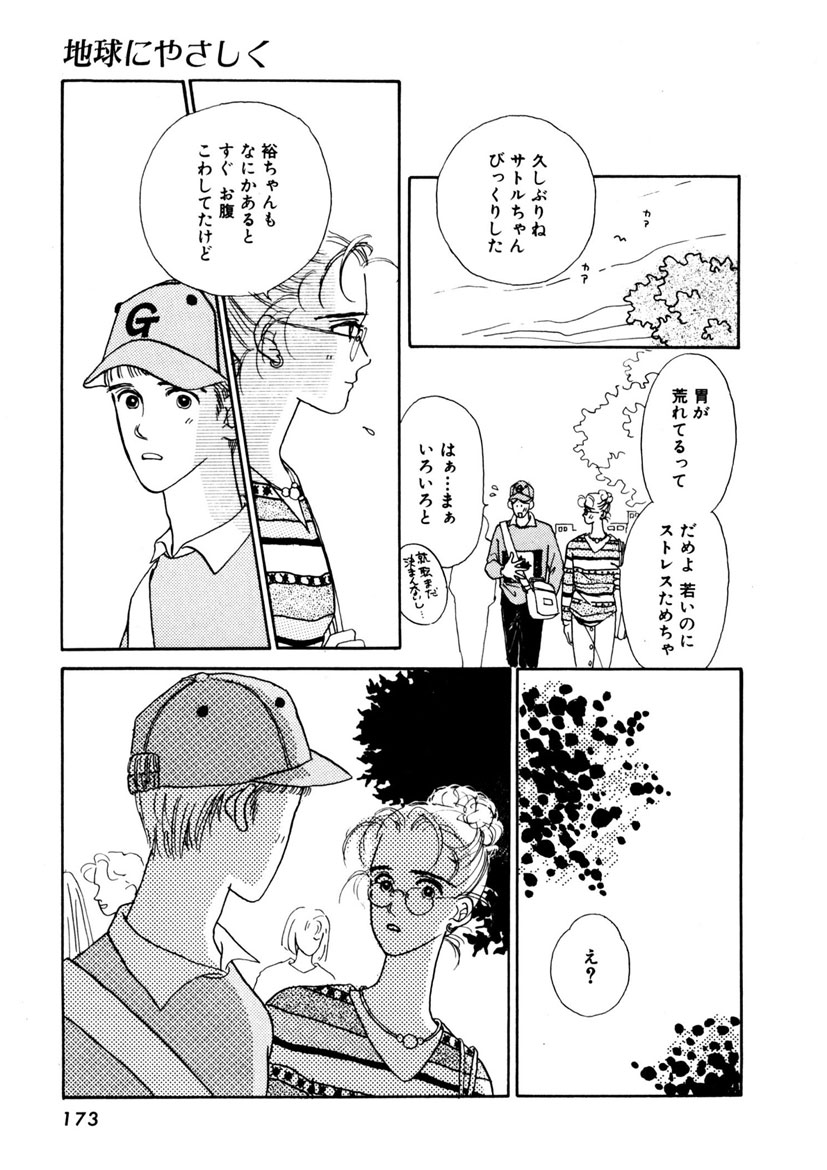 地球にやさしく
久しぶりね
サトルちゃん
びっくりした
カァ
カァ
胃が
荒れてるって
だめよ 若いのに
ストレスためちゃ
はぁ…まぁ
いろいろと
就職まだ
決まんないし…
裕ちゃんも
なにかあると
すぐ お腹
こわしてたけど
G
え?
173